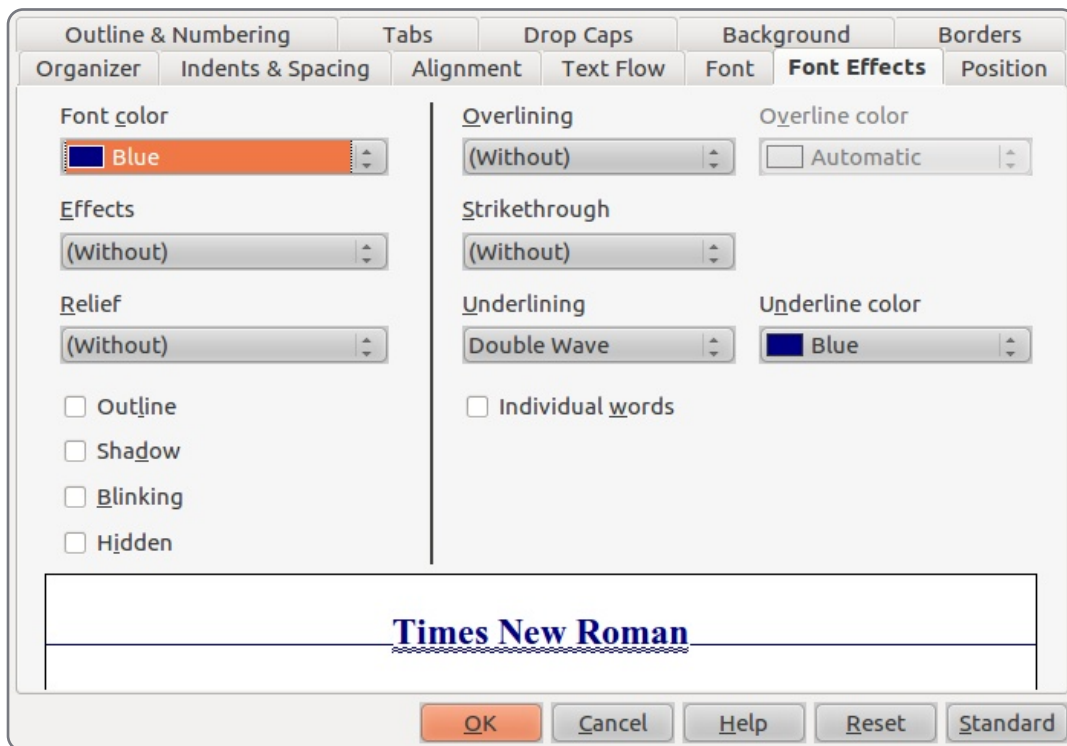 Outline & Numbering Tabs Drop Caps Background Borders
Organizer Indents & Spacing Alignment Text Flow Font Font Effects Position
Font color
Blue
Effects
(Without)
Relief
(Without)
Outline
Shadow
Blinking
Hidden
Overlining Overline color
(Without) Automatic
Strikethrough
(Without)
Underlining Underline color
Double Wave Blue
Individual words
Times New Roman
OK Cancel Help Reset Standard